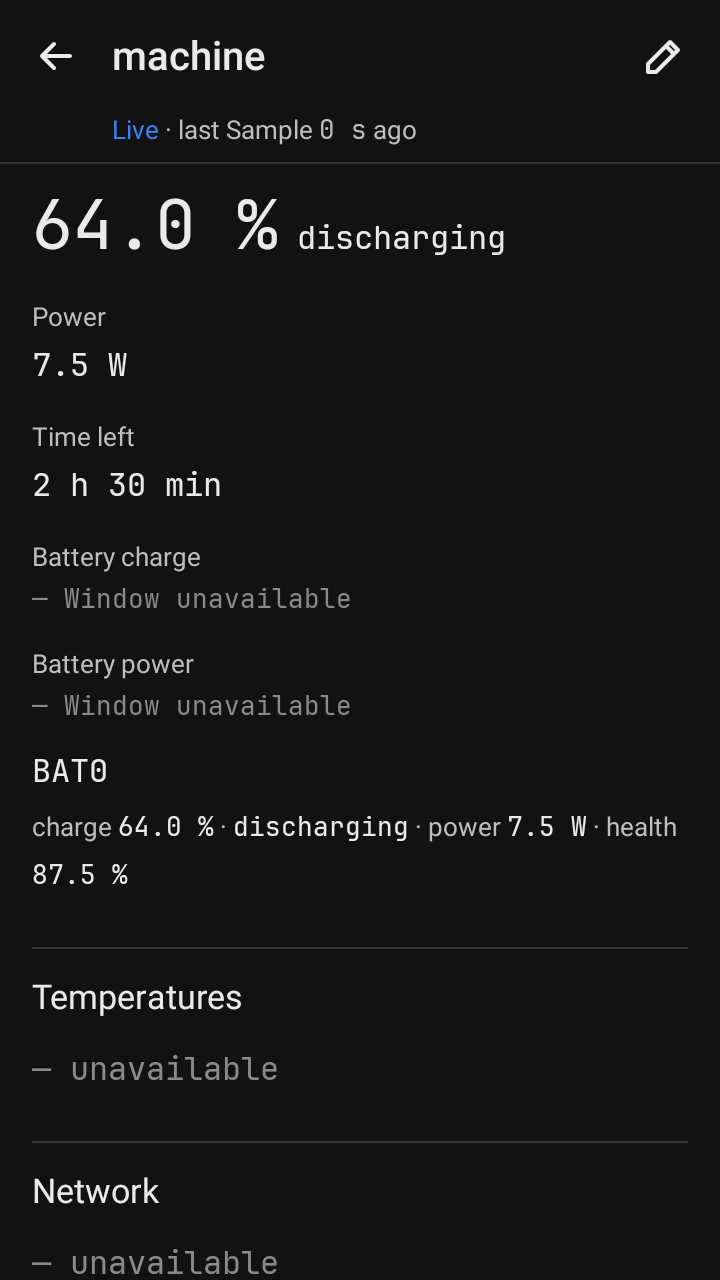 machine
Live · last Sample 0 s ago
64.0 % discharging
Power
7.5 W
Time left
2 h 30 min
Battery charge
— Window unavailable
Battery power
— Window unavailable
BAT0
charge 64.0 % · discharging · power 7.5 W · health
87.5 %
Temperatures
— unavailable
Network
— unavailable